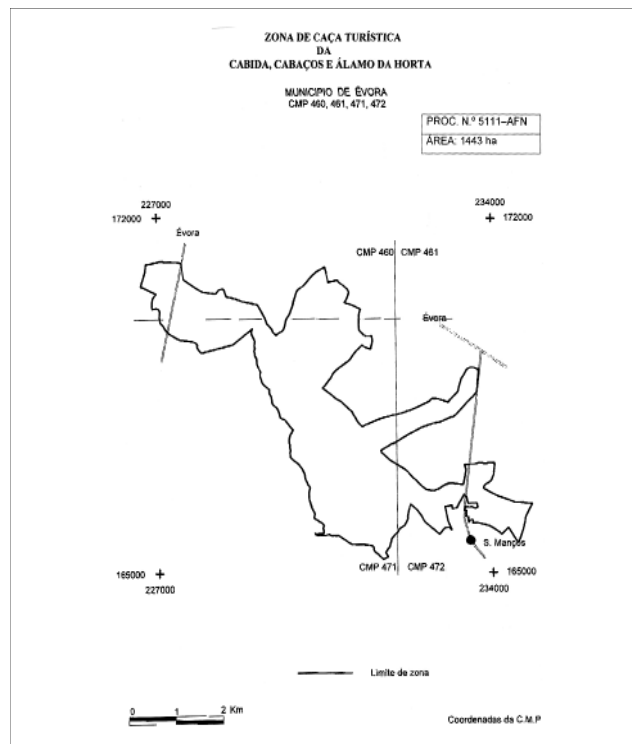 ZONA DE CAÇA TURÍSTICA
DA
CABIDA, CABAÇOS E ÁLAMO DA HORTA
MUNICIPIO DE ÉVORA
CMP 460, 461, 471, 472
PROC. N.º 5111–AFN
ÁREA: 1443 ha
227000
172000
234000
172000
Évora
CMP 460
CMP 461
Évora
S. Manços
CMP 471
CMP 472
165000
227000
165000
234000
Limite de zona
0 1 2 Km
Coordenadas da C.M.P